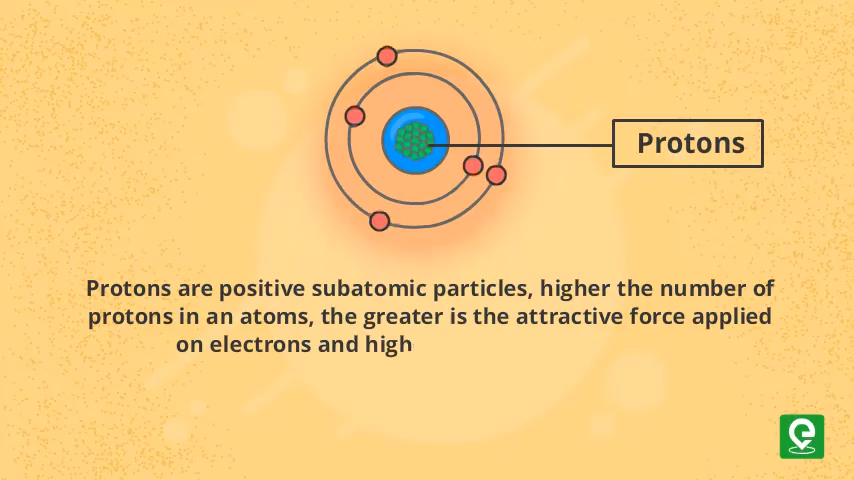 Protons
Protons are positive subatomic particles, higher the number of
protons in an atoms, the greater is the attractive force applied
on electrons and high